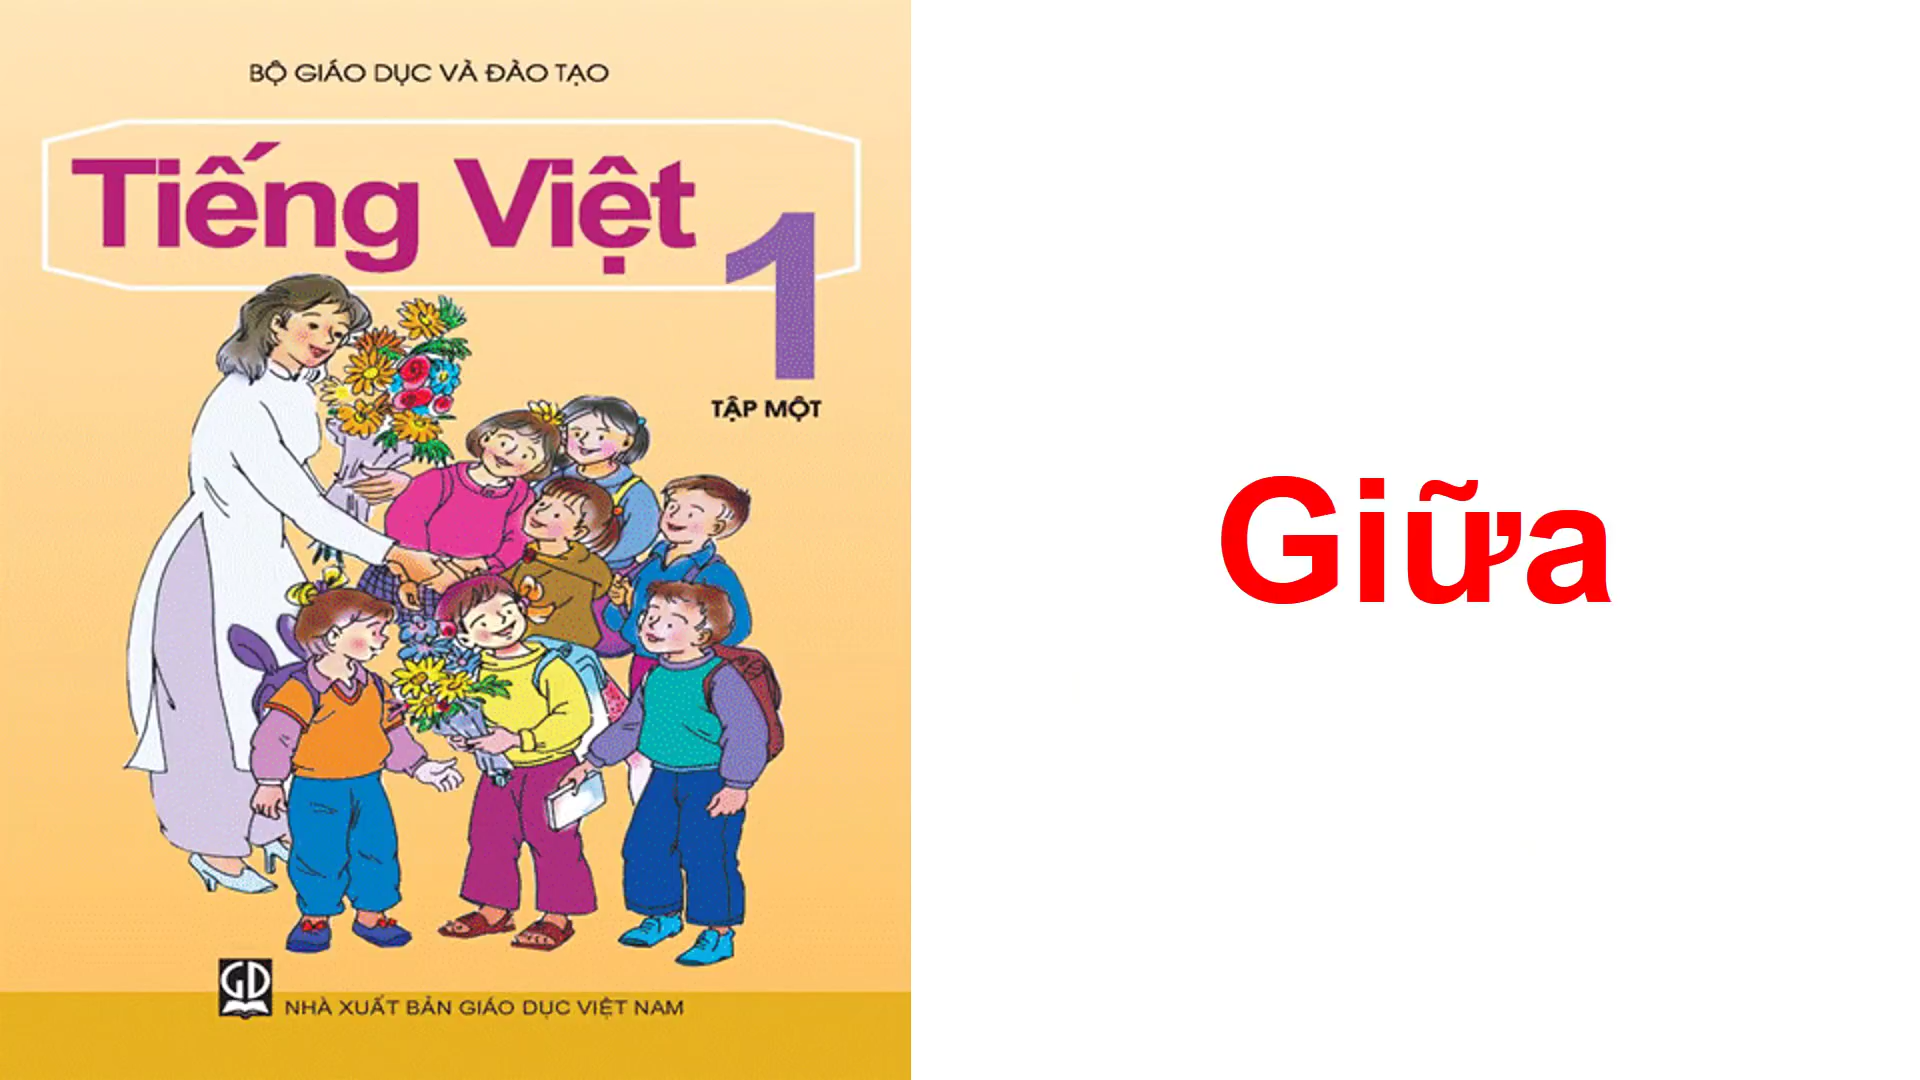 BỘ GIÁO DỤC VÀ ĐÀO TẠO
Tiếng Việt
1
TẬP MỘT
Giữa
GD
NHÀ XUẤT BẢN GIÁO DỤC VIỆT NAM